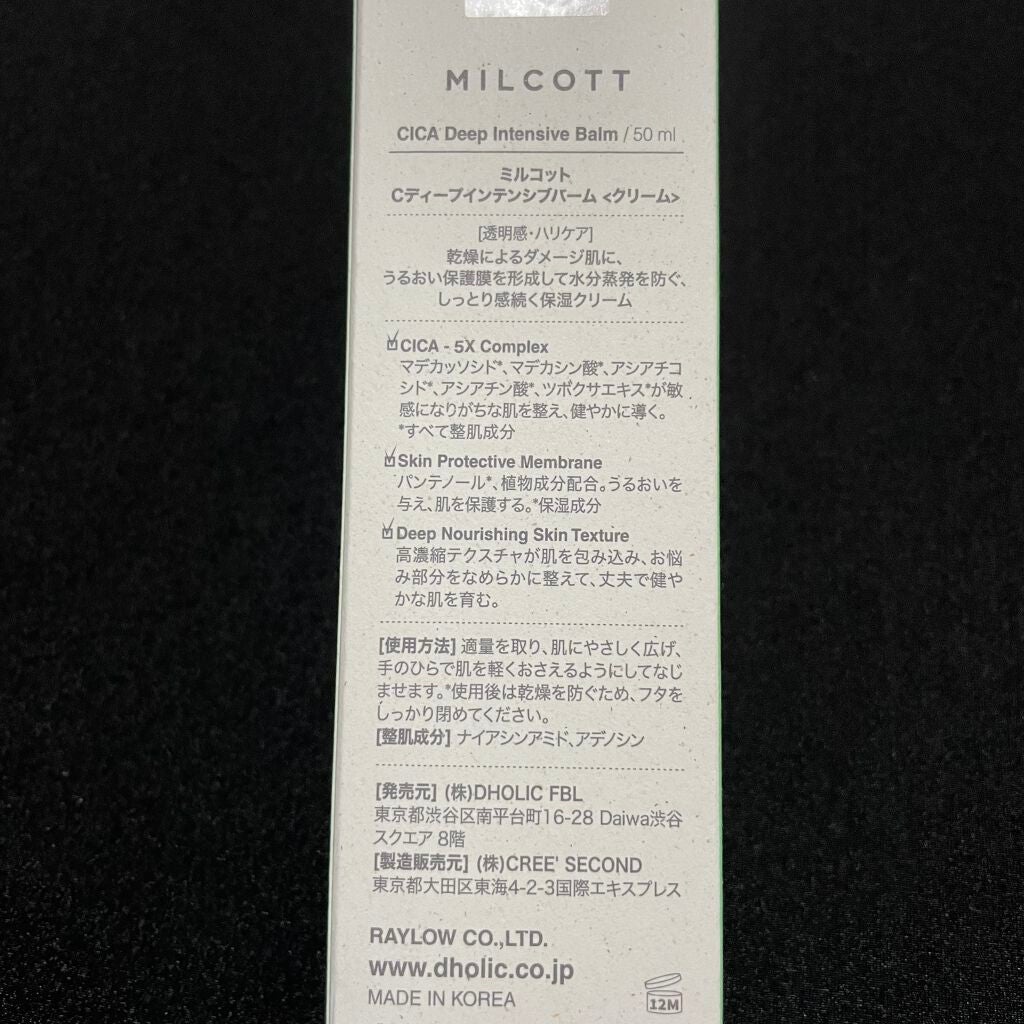 MILCOTT
CICA Deep Intensive Balm / 50 ml
ミルコット
Cディープインテンシブバーム <クリーム>
[透明感・ハリケア]
乾燥によるダメージ肌に、
うるおい保護膜を形成して水分蒸発を防ぐ、
しっとり感続く保湿クリーム
CICA - 5X Complex
マデカッソシド*、マデカシン酸*、アシアチコ
シド*、アシアチン酸*、ツボクサエキス*が敏
感になりがちな肌を整え、健やかに導く。
*すべて整肌成分
Skin Protective Membrane
パンテノール*、植物成分配合。うるおいを
与え、肌を保護する。*保湿成分
Deep Nourishing Skin Texture
高濃縮テクスチャが肌を包み込み、お悩
み部分をなめらかに整えて、丈夫で健や
かな肌を育む。
[使用方法] 適量を取り、肌にやさしく広げ、
手のひらで肌を軽くおさえるようにしてなじ
ませます。*使用後は乾燥を防ぐため、フタを
しっかり閉めてください。
[整肌成分] ナイアシンアミド、アデノシン
[発売元] (株)DHOLIC FBL
東京都渋谷区南平台町16-28 Daiwa渋谷
スクエア 8階
[製造販売元] (株)CREE' SECOND
東京都大田区東海4-2-3国際エキスプレス
RAYLOW CO.,LTD.
www.dholic.co.jp
MADE IN KOREA
12M